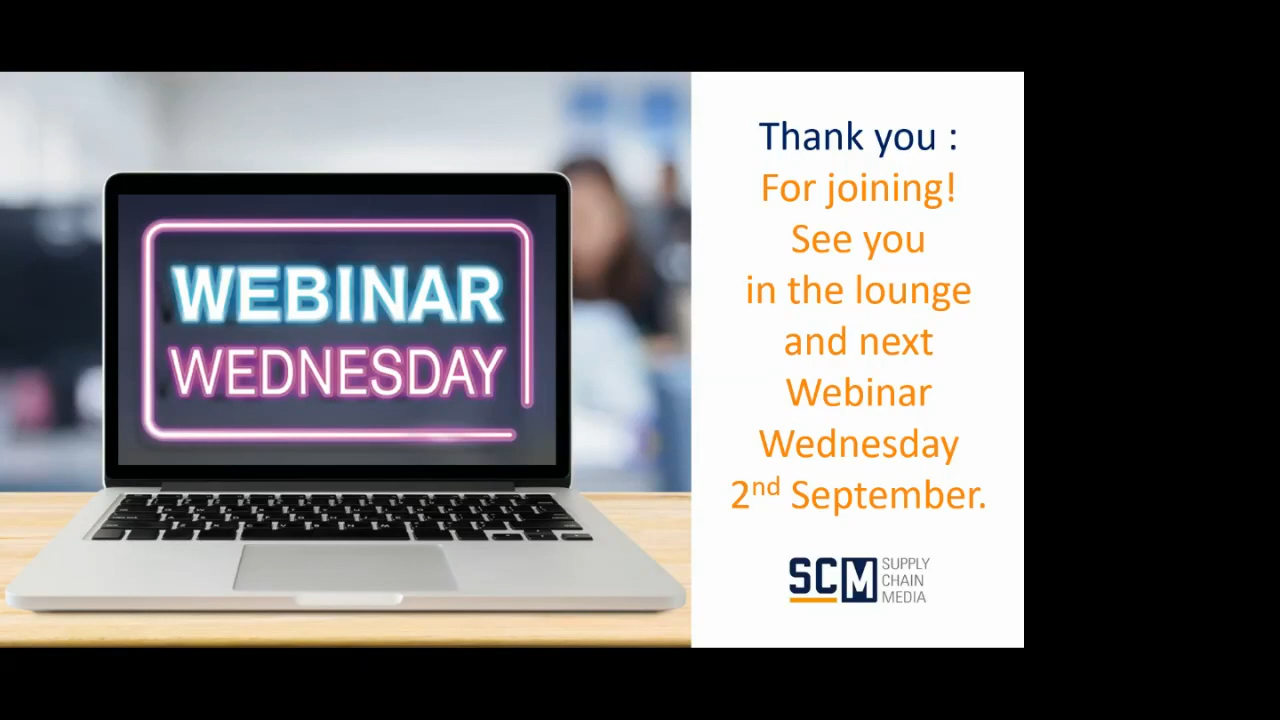 WEBINAR
WEDNESDAY
Thank you :
For joining!
See you
in the lounge
and next
Webinar
Wednesday
2nd September.
SCM SUPPLY
CHAIN
MEDIA